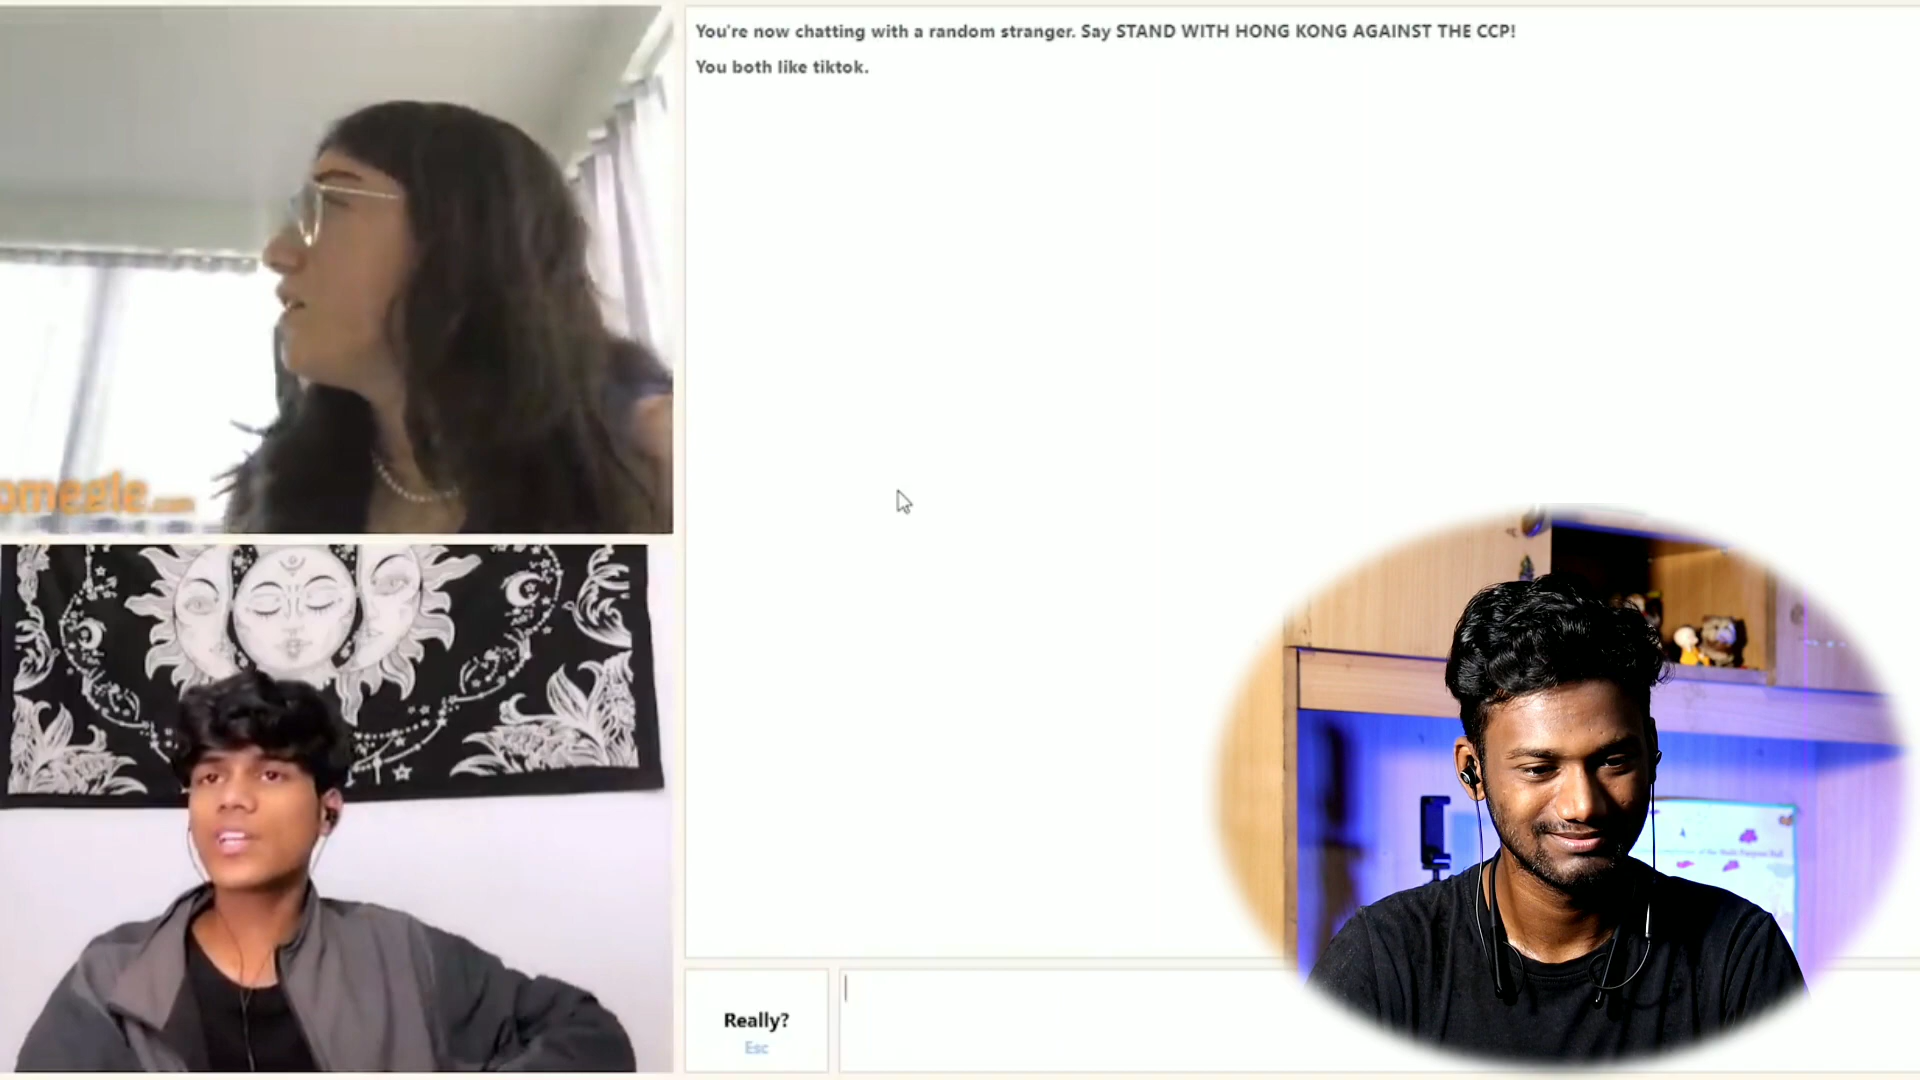 You're now chatting with a random stranger. Say STAND WITH HONG KONG AGAINST THE CCP!
You both like tiktok.
omegle.com
Really?
Esc